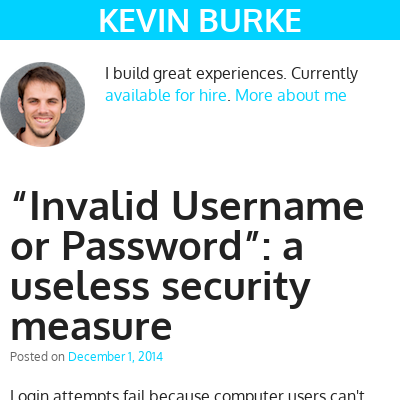 KEVIN BURKE
I build great experiences. Currently
available for hire. More about me
“Invalid Username
or Password”: a
useless security
measure
Posted on December 1, 2014
Login attempts fail because computer users can't